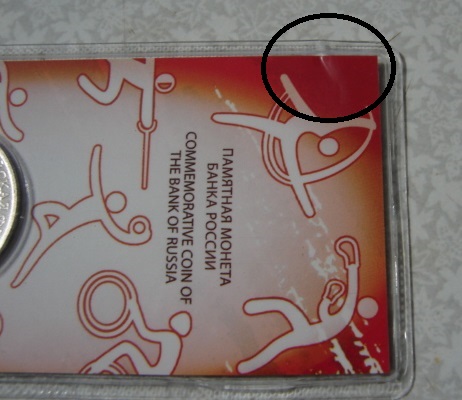 ПАМЯТНАЯ МОНЕТА
БАНКА РОССИИ
COMMEMORATIVE COIN OF
THE BANK OF RUSSIA